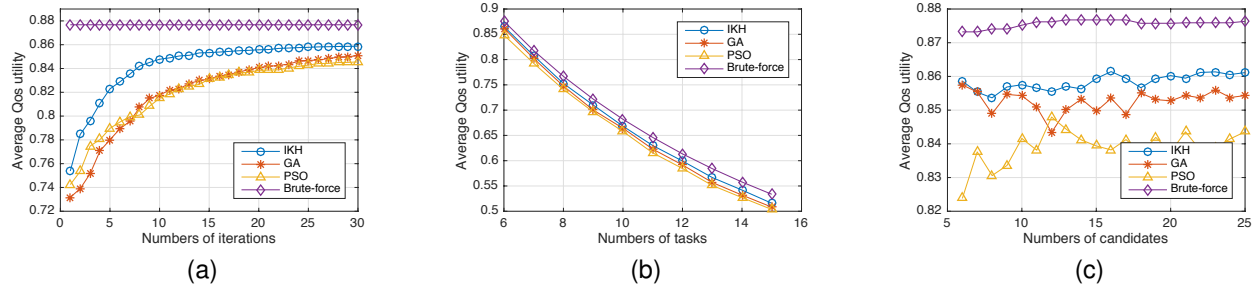 Average Qos utility
0.88
0.86
0.84
0.82
0.8
0.78
0.76
0.74
0.72
0 5 10 15 20 25 30
Numbers of iterations
IKH
GA
PSO
Brute-force
(a)
Average QoS utility
0.9
0.85
0.8
0.75
0.7
0.65
0.6
0.55
0.5
6 8 10 12 14 16
Numbers of tasks
IKH
GA
PSO
Brute-force
(b)
Average Qos utility
0.88
0.87
0.86
0.85
0.84
0.83
0.82
5 10 15 20 25
Numbers of candidates
IKH
GA
PSO
Brute-force
(c)